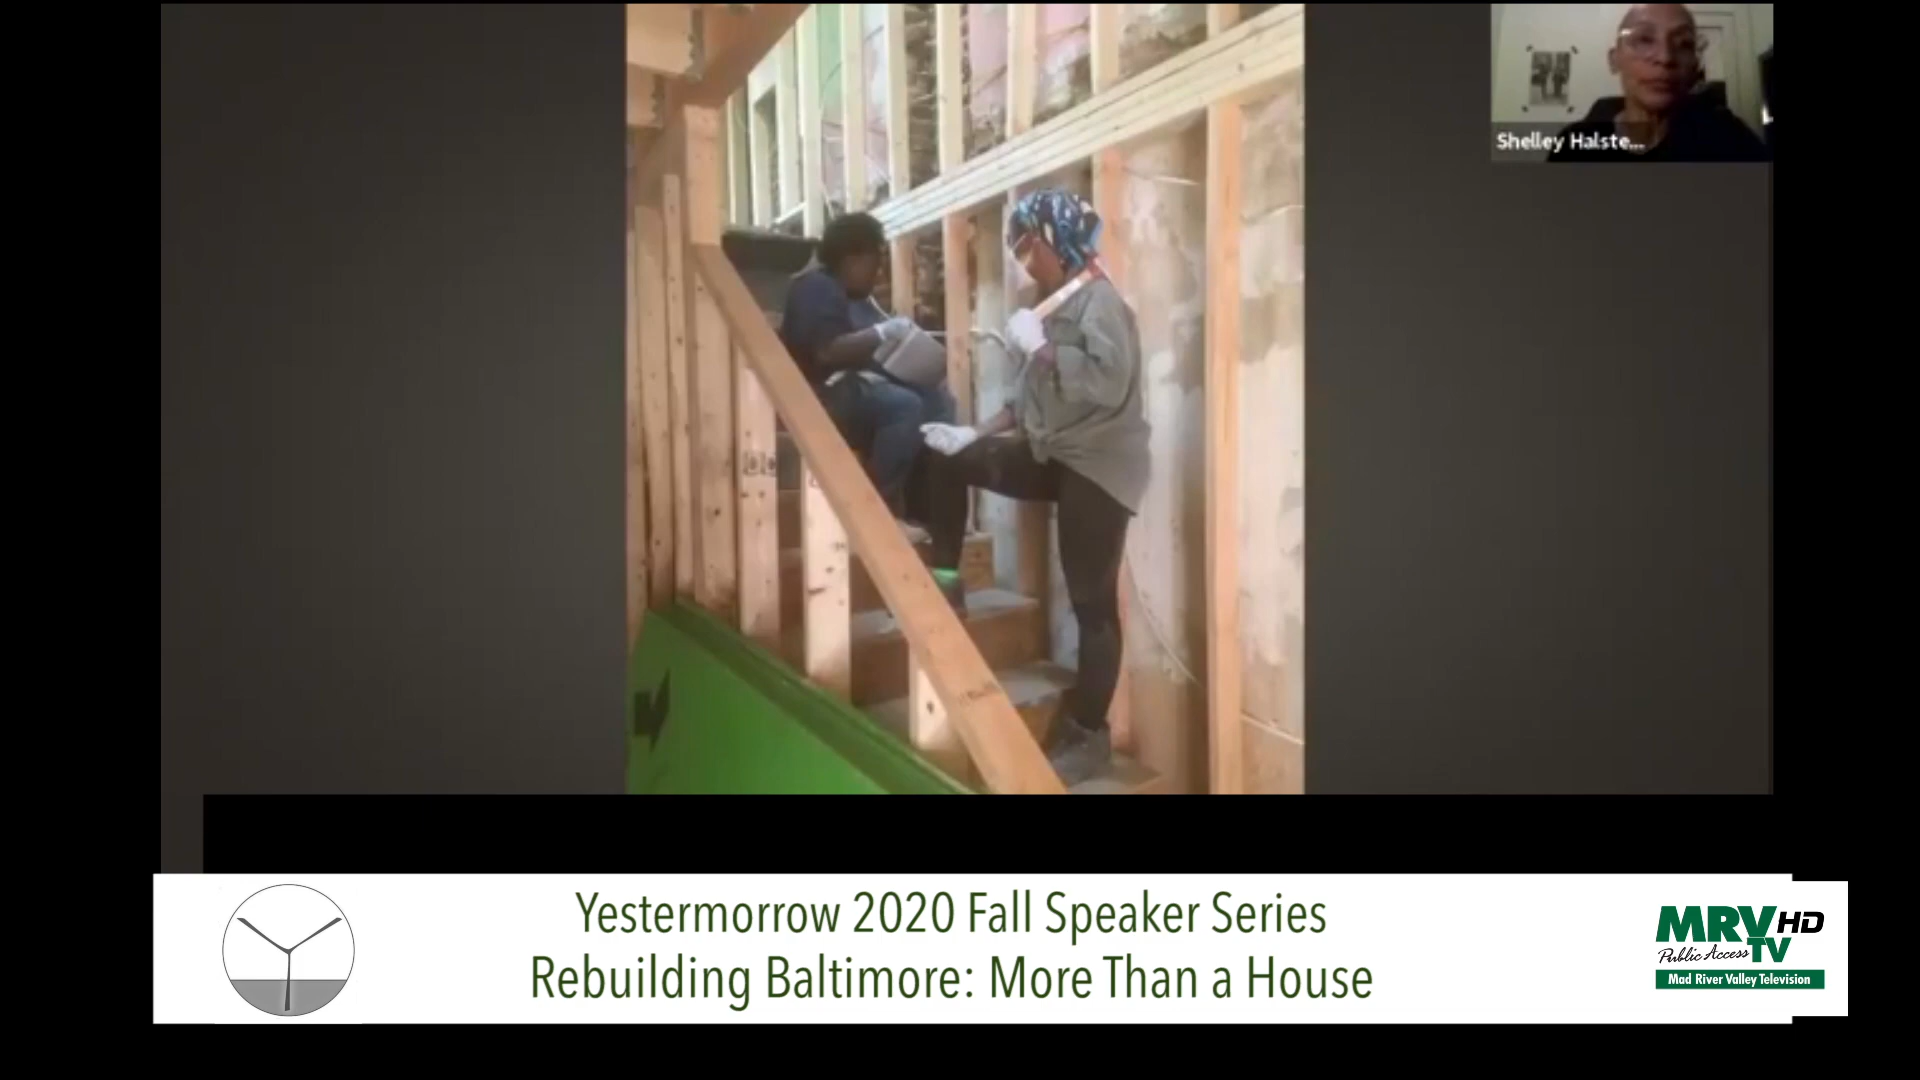 Shelley Halste...
Yestermorrow 2020 Fall Speaker Series
Rebuilding Baltimore: More Than a House
MRV HD
Public Access TV
Mad River Valley Television